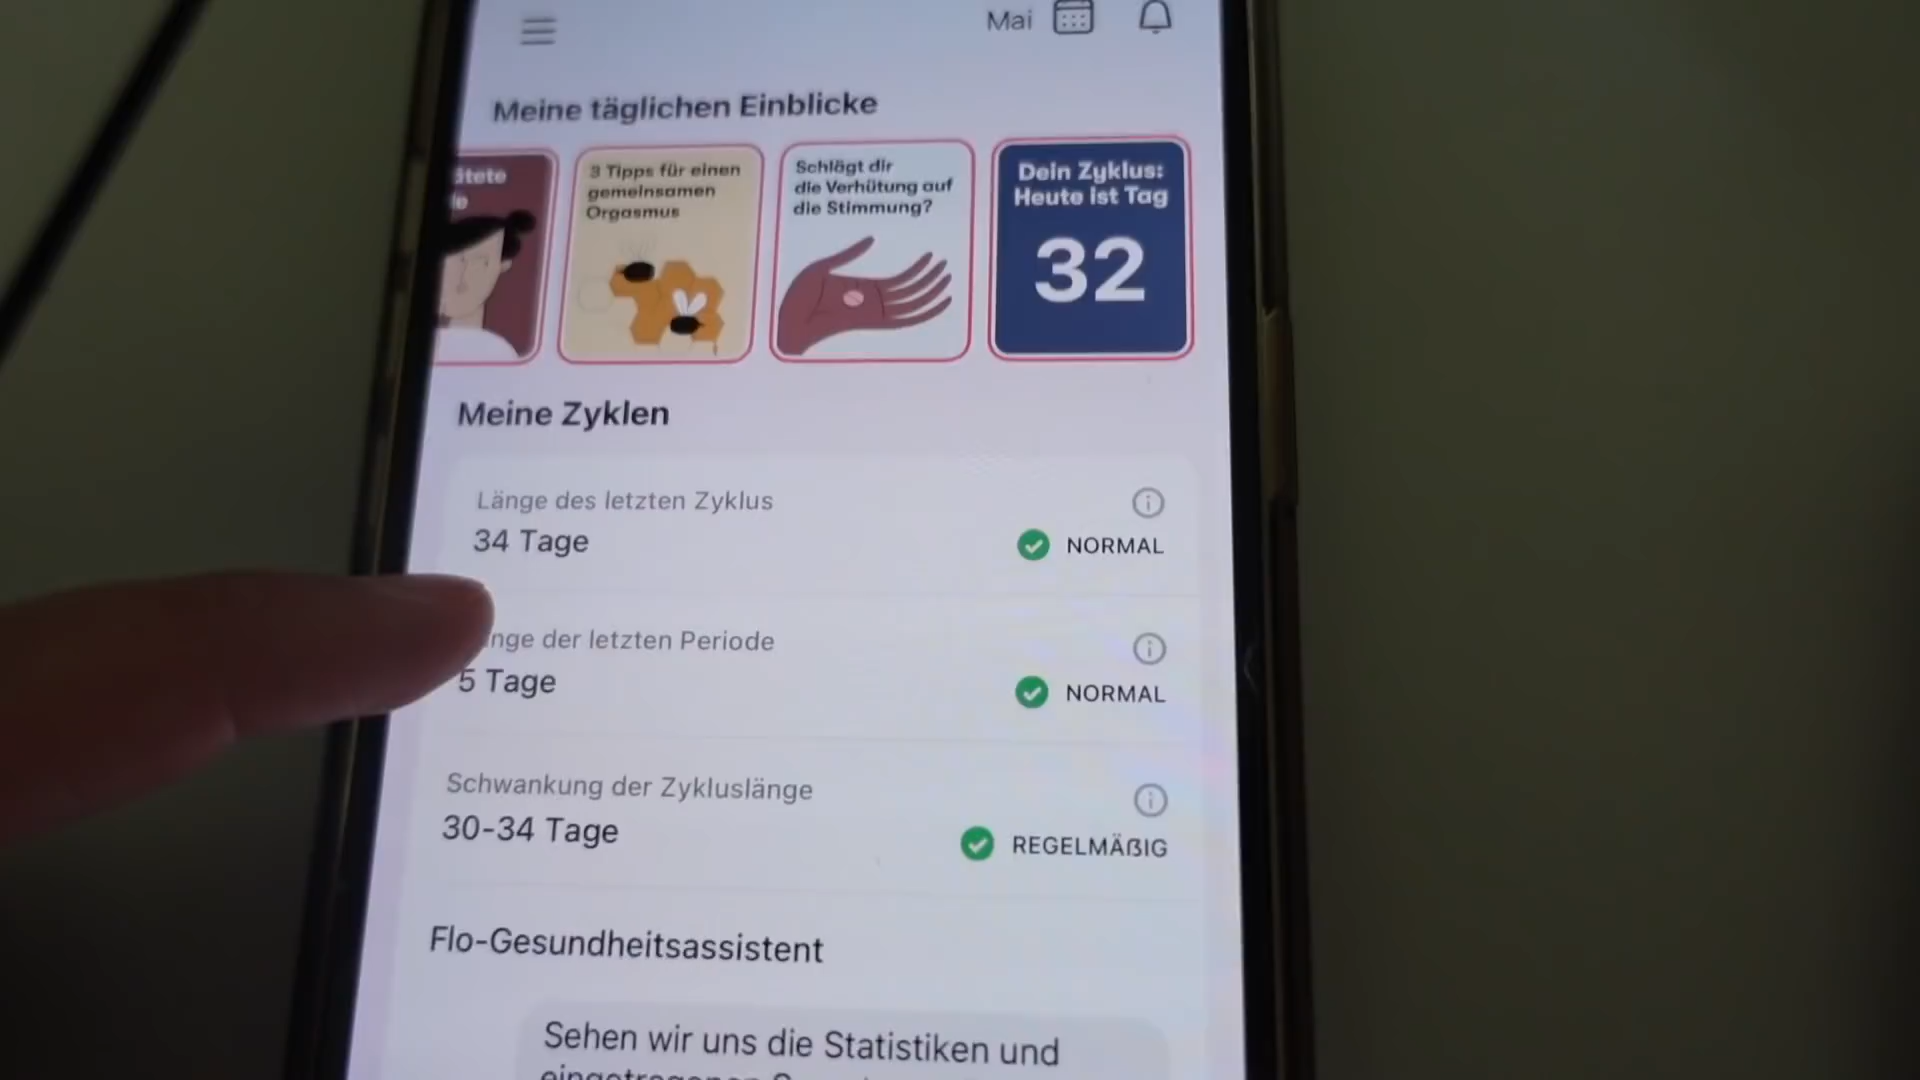 Mai
Meine täglichen Einblicke
3 Tipps für einen
gemeinsamen
Orgasmus
Schlägt dir
die Verhütung auf
die Stimmung?
Dein Zyklus:
Heute ist Tag
32
Meine Zyklen
Länge des letzten Zyklus
34 Tage
NORMAL
der letzten Periode
5 Tage
NORMAL
Schwankung der Zykluslänge
30-34 Tage
REGELMÄßIG
Flo-Gesundheitsassistent
Sehen wir uns die Statistiken und